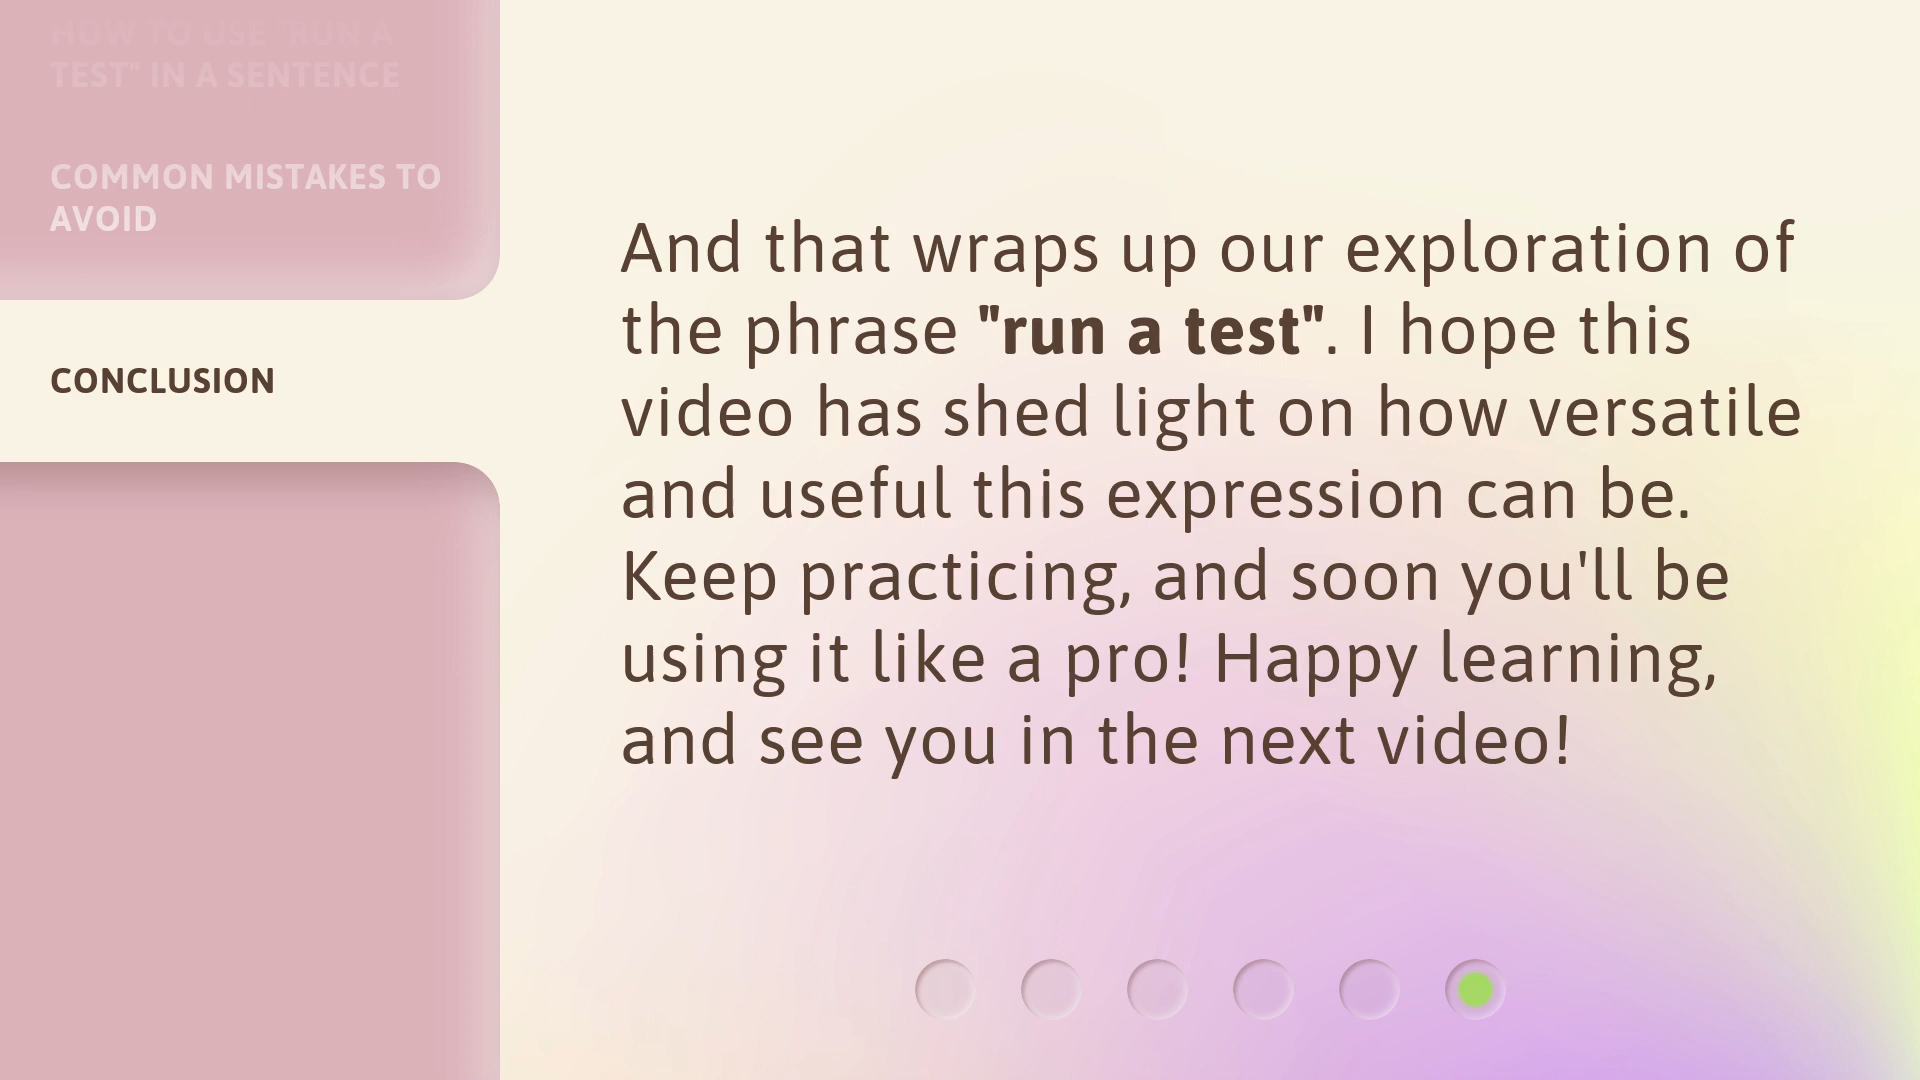 HOW TO USE "RUN A
TEST" IN A SENTENCE
COMMON MISTAKES TO
AVOID
CONCLUSION
And that wraps up our exploration of
the phrase "run a test". I hope this
video has shed light on how versatile
and useful this expression can be.
Keep practicing, and soon you'll be
using it like a pro! Happy learning,
and see you in the next video!